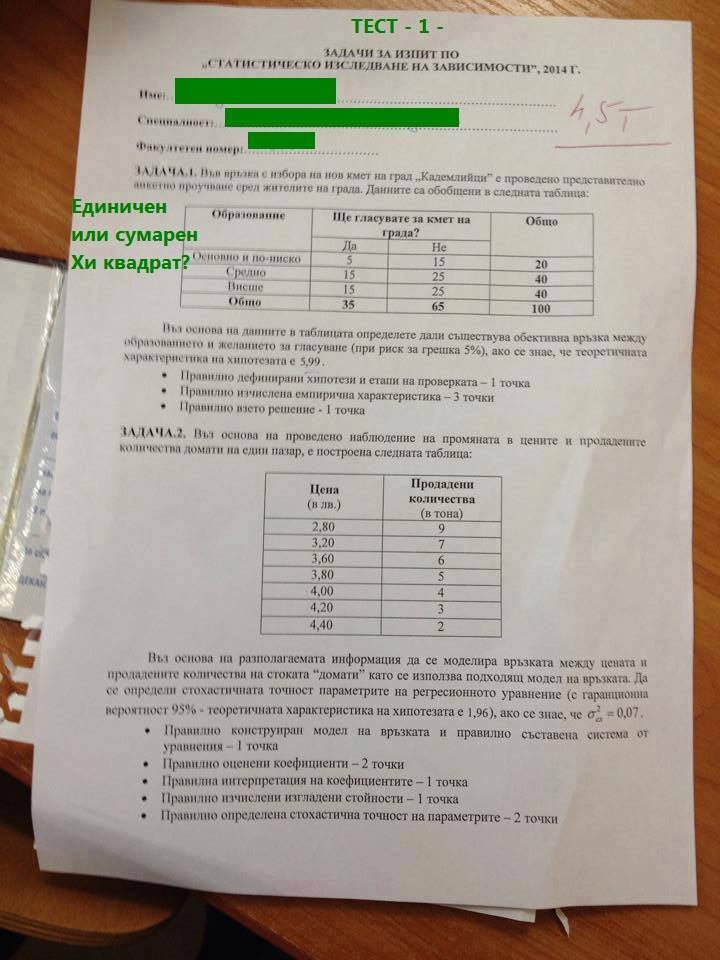 ТЕСТ - 1 -
ЗАДАЧИ ЗА ИЗПИТ ПО
„СТАТИСТИЧЕСКО ИЗСЛЕДВАНЕ НА ЗАВИСИМОСТИ”, 2014 Г.
Име:
4,5т
Специалност:
Факултетен номер:
ЗАДАЧА.1. Във връзка с избора на нов кмет на град „Кадемлийци” е проведено представително
анкетно проучване сред жителите на града. Данните са обобщени в следната таблица:
Единичен
или сумарен
Хи квадрат?
Образование Ще гласувате за кмет на Общо
града?
Да Не
Основно и по-ниско 5 15 20
Средно 15 25 40
Висше 15 25 40
Общо 35 65 100
Въз основа на данните в таблицата определете дали съществува обективна връзка между
образованието и желанието за гласуване (при риск за грешка 5%), ако се знае, че теоретичната
характеристика на хипотезата е 5,99.
• Правилно дефинирани хипотези и етапи на проверката – 1 точка
• Правилно изчислена емпирична характеристика – 3 точки
• Правилно взето решение - 1 точка
ЗАДАЧА.2. Въз основа на проведено наблюдение на промяната в цените и продадените
количества домати на един пазар, е построена следната таблица:
Цена Продадени
(в лв.) количества
(в тона)
2,80 9
3,20 7
3,60 6
3,80 5
4,00 4
4,20 3
4,40 2
Въз основа на разполагаемата информация да се моделира връзката между цената и
продадените количества на стоката “домати” като се използва подходящ модел на връзката. Да
се определи стохастичната точност параметрите на регресионното уравнение (с гаранционна
вероятност 95% - теоретичната характеристика на хипотезата е 1,96), ако се знае, че = 0,07.
• Правилно конструиран модел на връзката и правилно съставена система от
уравнения – 1 точка
• Правилно оценени коефициенти – 2 точки
• Правилна интерпретация на коефициентите – 1 точка
• Правилно изчислени изгладени стойности – 1 точка
• Правилно определена стохастична точност на параметрите – 2 точки
ДЕКАН